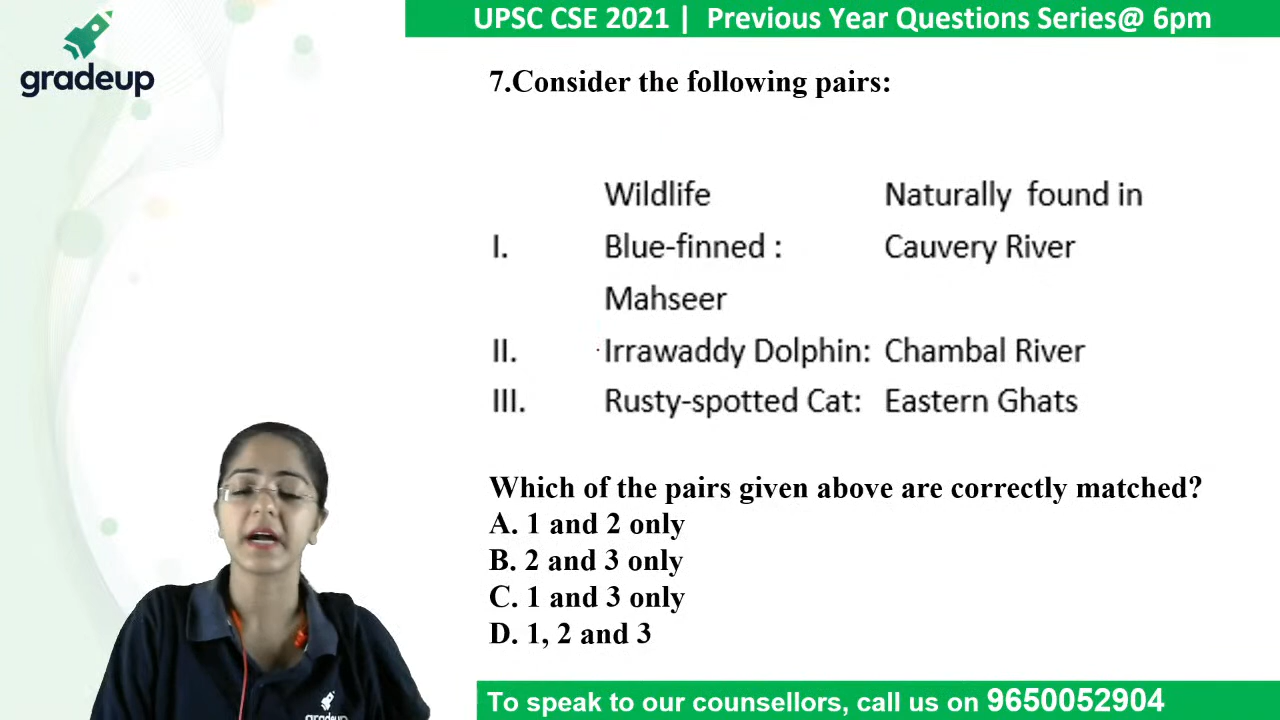 UPSC CSE 2021 | Previous Year Questions Series@ 6pm
gradeup
7.Consider the following pairs:
Wildlife Naturally found in
I. Blue-finned : Cauvery River
Mahseer
II. Irrawaddy Dolphin: Chambal River
III. Rusty-spotted Cat: Eastern Ghats
Which of the pairs given above are correctly matched?
A. 1 and 2 only
B. 2 and 3 only
C. 1 and 3 only
D. 1, 2 and 3
To speak to our counsellors, call us on 9650052904
gradeup